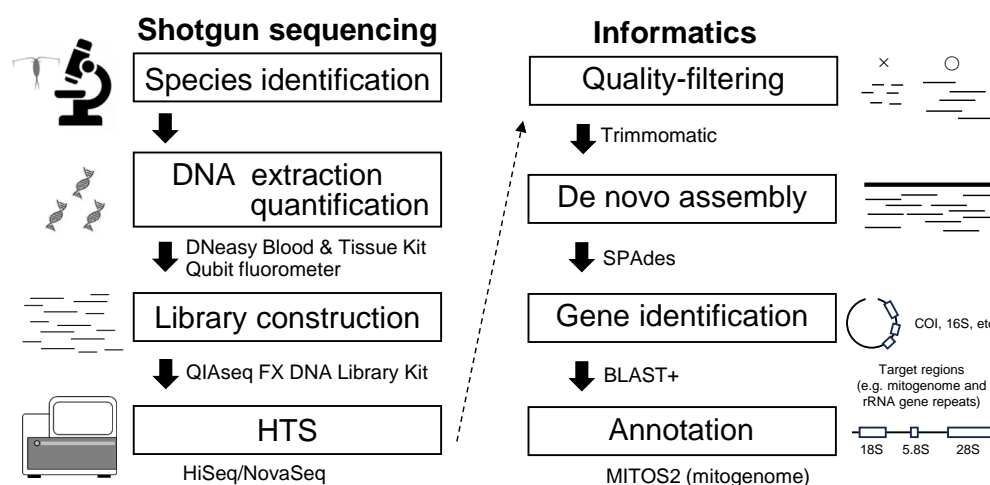 Shotgun sequencing
Species identification
DNA extraction
quantification
DNeasy Blood & Tissue Kit
Qubit fluorometer
Library construction
QIAseq FX DNA Library Kit
HTS
HiSeq/NovaSeq
Informatics
Quality-filtering
× ○
Trimmomatic
De novo assembly
SPAdes
Gene identification
COI, 16S, etc
BLAST+
Target regions
(e.g. mitogenome and
rRNA gene repeats)
Annotation
18S 5.8S 28S
MITOS2 (mitogenome)